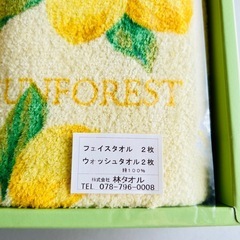 UNFOREST
フェイスタオル 2枚
ウォッシュタオル2枚
綿100%
株式会社 林タオル
TEL 078-796-0008